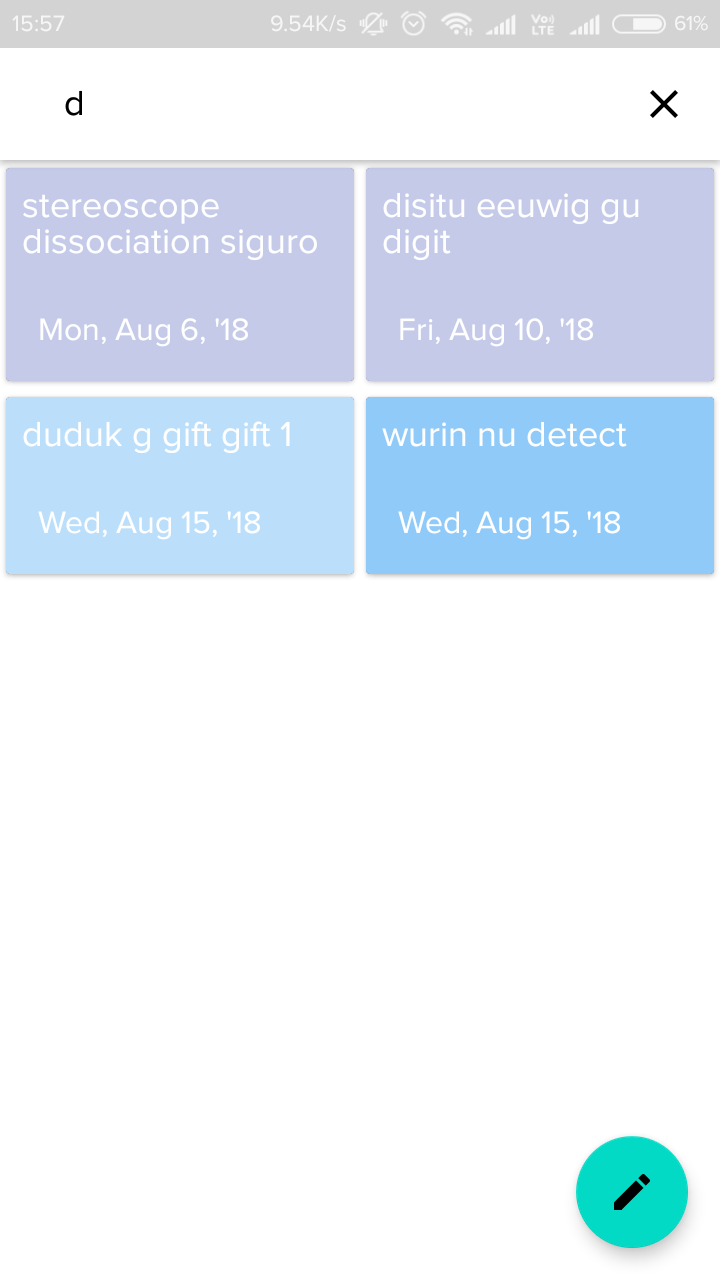 15:57 9.54K/s Vo LTE 61%
d
stereoscope
dissociation siguro
Mon, Aug 6, '18
disitu eeuwig gu
digit
Fri, Aug 10, '18
duduk g gift gift 1
Wed, Aug 15, '18
wurin nu detect
Wed, Aug 15, '18